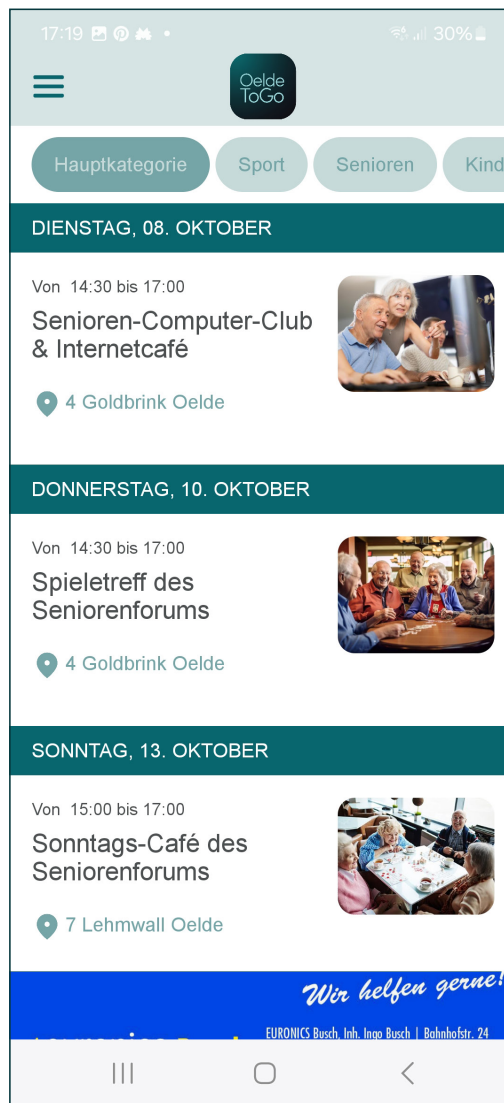 17:19
30%
Oelde
ToGo
Hauptkategorie Sport Senioren Kind
DIENSTAG, 08. OKTOBER
Von 14:30 bis 17:00
Senioren-Computer-Club
& Internetcafé
4 Goldbrink Oelde
DONNERSTAG, 10. OKTOBER
Von 14:30 bis 17:00
Spieletreff des
Seniorenforums
4 Goldbrink Oelde
SONNTAG, 13. OKTOBER
Von 15:00 bis 17:00
Sonntags-Café des
Seniorenforums
7 Lehmwall Oelde
Wir helfen gerne!
EURONICS Busch, Inh. Ingo Busch | Bahnhofstr. 24